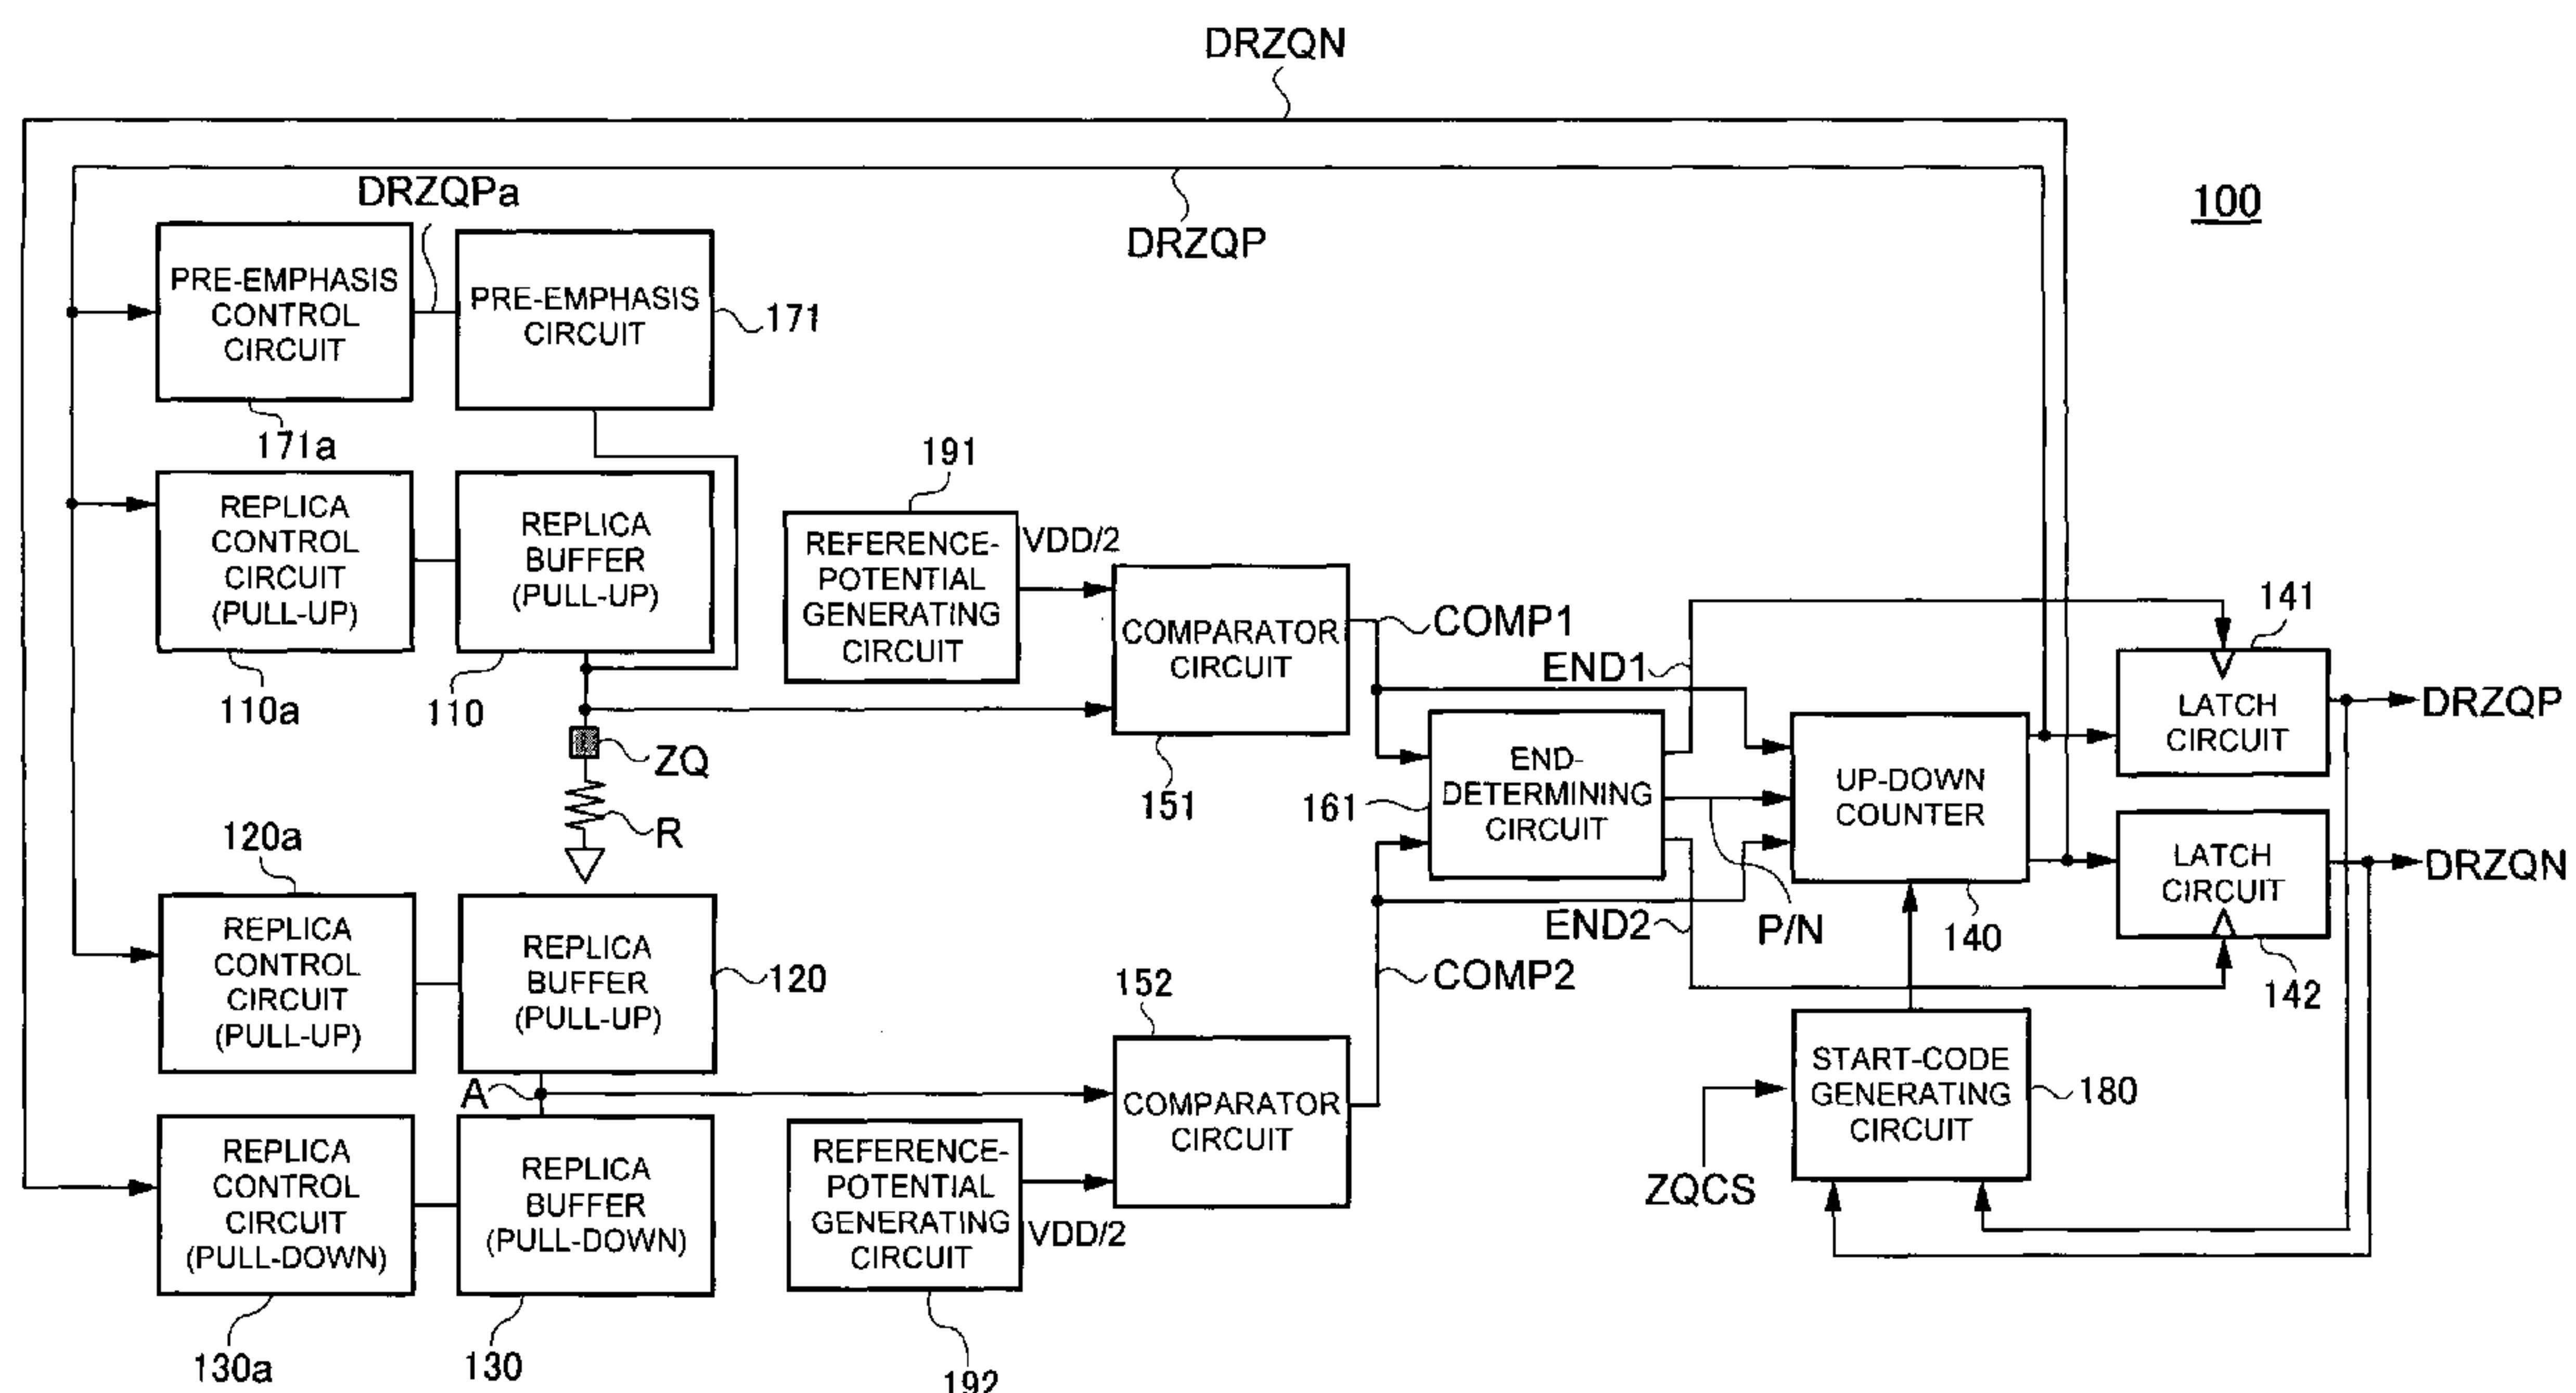 DRZQN
DRZQP
100
DRZQPa
PRE-EMPHASIS
CONTROL
CIRCUIT
171a
PRE-EMPHASIS
CIRCUIT
171
REPLICA
CONTROL
CIRCUIT
(PULL-UP)
110a
REPLICA
BUFFER
(PULL-UP)
110
191
REFERENCE-
POTENTIAL
GENERATING
CIRCUIT
VDD/2
COMPARATOR
CIRCUIT
151
COMP1
ZQ
R
END1
END-
DETERMINING
CIRCUIT
161
P/N
END2
UP-DOWN
COUNTER
140
141
LATCH
CIRCUIT
DRZQP
LATCH
CIRCUIT
142
DRZQN
120a
REPLICA
CONTROL
CIRCUIT
(PULL-UP)
REPLICA
BUFFER
(PULL-UP)
120
A
152
COMPARATOR
CIRCUIT
COMP2
REPLICA
CONTROL
CIRCUIT
(PULL-DOWN)
130a
REPLICA
BUFFER
(PULL-DOWN)
130
REFERENCE-
POTENTIAL
GENERATING
CIRCUIT
VDD/2
192
START-CODE
GENERATING
CIRCUIT
180
ZQCS